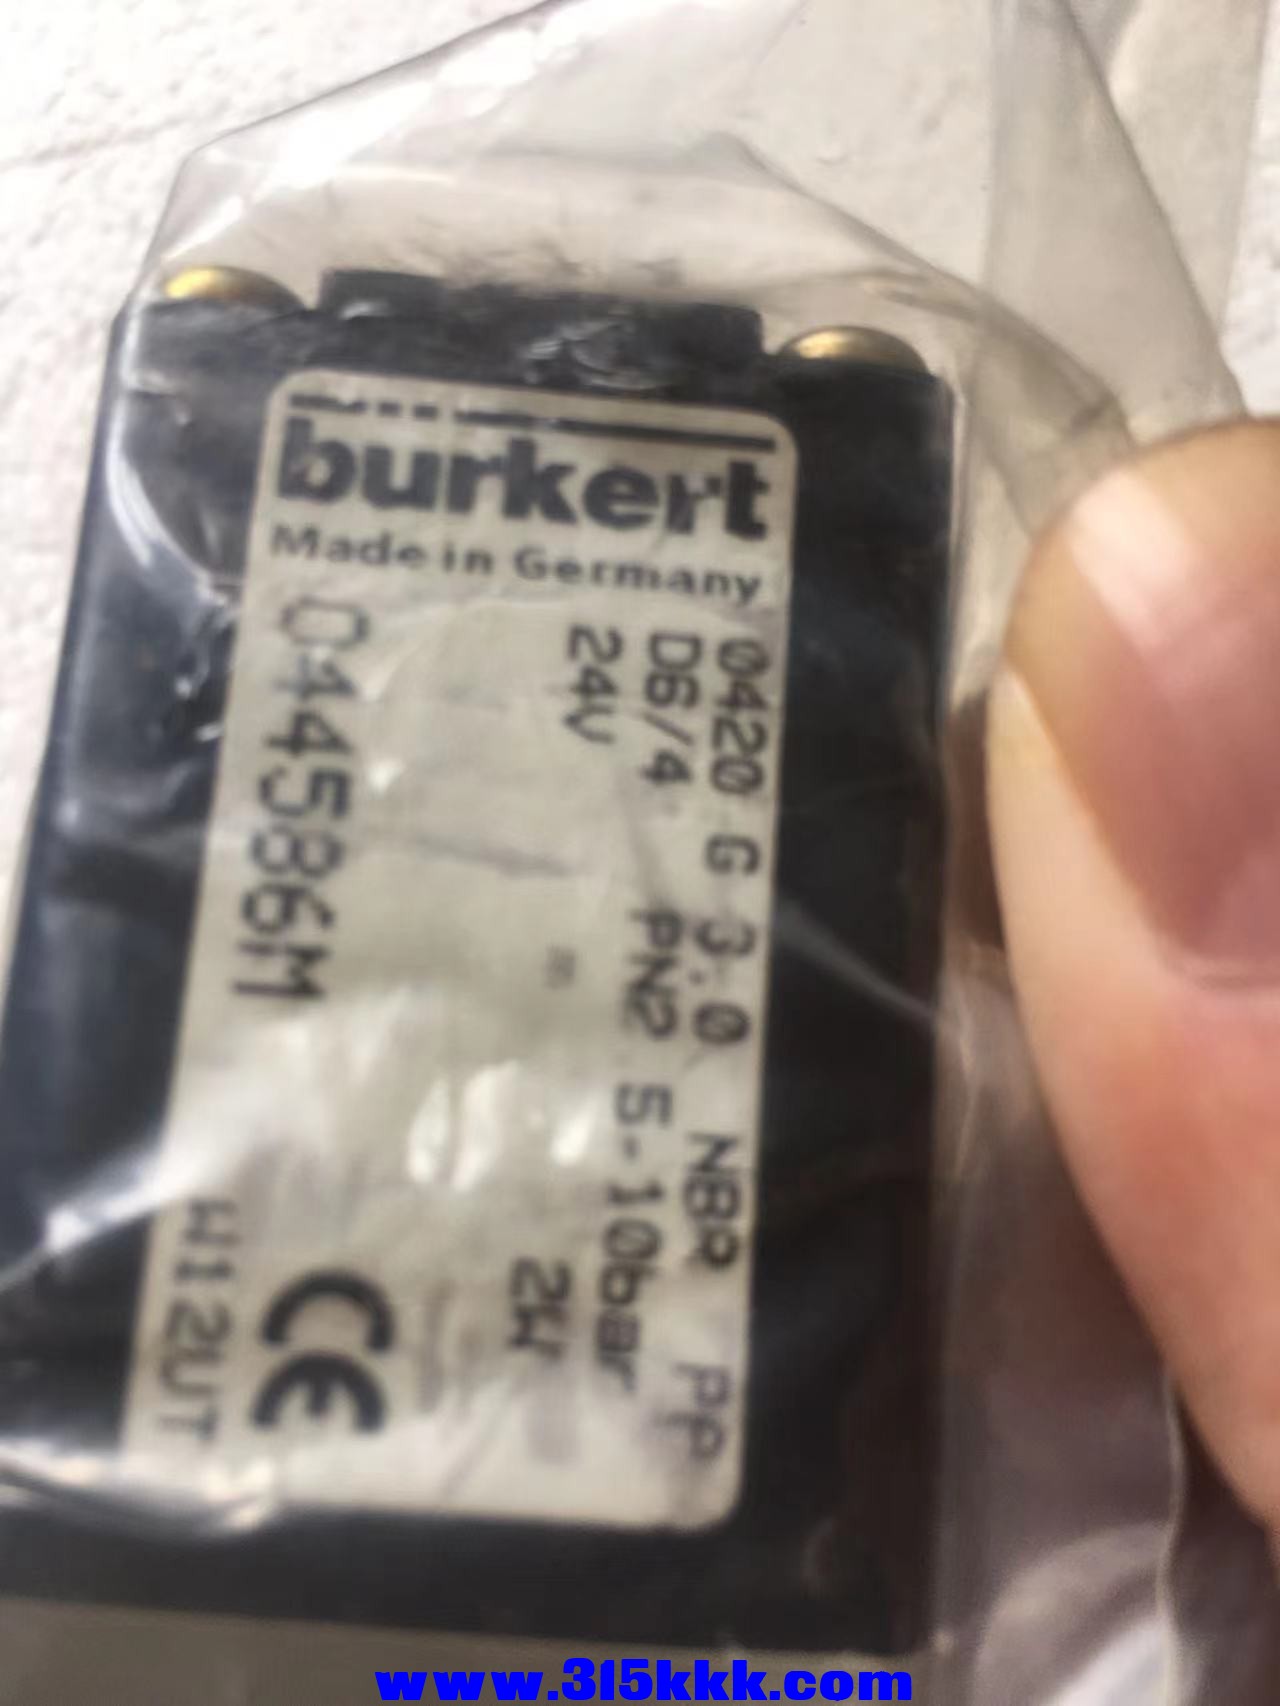 burkert
Made in Germany
0420 G 3.0 NBR PP
D6/4 PN2 5-10bar
24V 2W
0044586M
W12UT
CE
www.315kkk.com